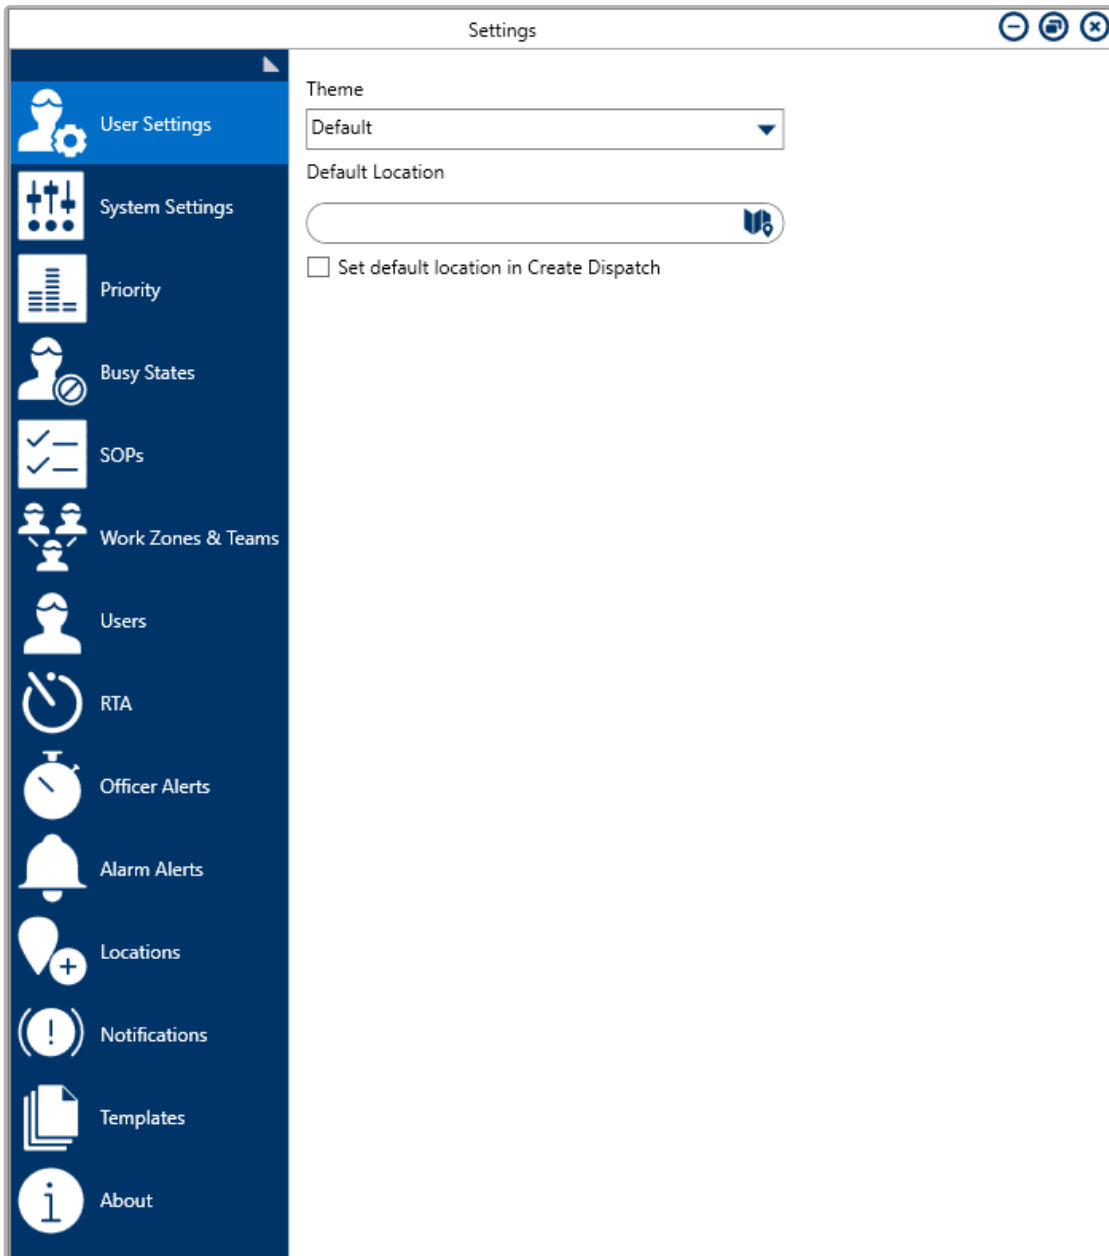 Settings
User Settings
System Settings
Priority
Busy States
SOPs
Work Zones & Teams
Users
RTA
Officer Alerts
Alarm Alerts
Locations
Notifications
Templates
About
Theme
Default
Default Location
Set default location in Create Dispatch